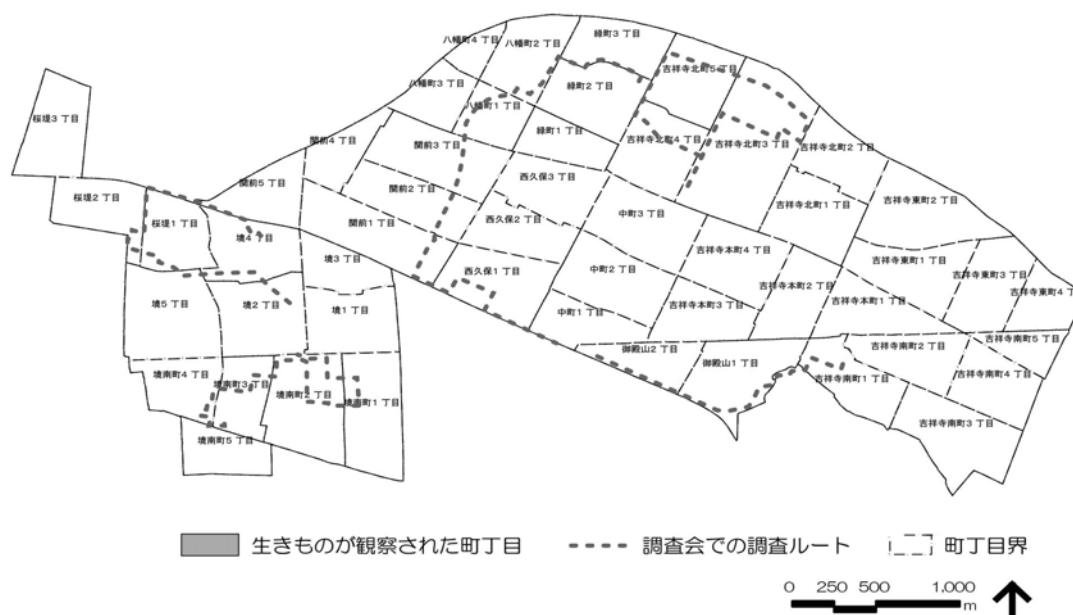 八幡町4 丁目
八幡町2 丁目
緑町3 丁目
吉祥寺北町5 丁目
八幡町3 丁目
緑町2 丁目
桜堤3 丁目
八幡町1 丁目
関前4 丁目
関前3 丁目
緑町1 丁目
吉祥寺北町4 丁目
吉祥寺北町3 丁目
吉祥寺北町2 丁目
関前5 丁目
関前2 丁目
西久保3 丁目
桜堤2 丁目
吉祥寺東町2 丁目
吉祥寺北町1 丁目
桜堤1 丁目
関前1 丁目
西久保2 丁目
中町3 丁目
境4 丁目
吉祥寺本町4 丁目
境3 丁目
西久保1 丁目
中町2 丁目
吉祥寺東町1 丁目
吉祥寺東町3 丁目
吉祥寺東町4 丁目
吉祥寺本町2 丁目
境5 丁目
境2 丁目
境1 丁目
中町1 丁目
吉祥寺本町3 丁目
吉祥寺本町1 丁目
御殿山2 丁目
御殿山1 丁目
吉祥寺南町2 丁目
吉祥寺南町5 丁目
境南町4 丁目
境南町3 丁目
境南町2 丁目
境南町1 丁目
吉祥寺南町1 丁目
吉祥寺南町4 丁目
吉祥寺南町3 丁目
境南町5 丁目
生きものが観察された町丁目 調査会での調査ルート 町丁目界
0 250 500 1,000
m